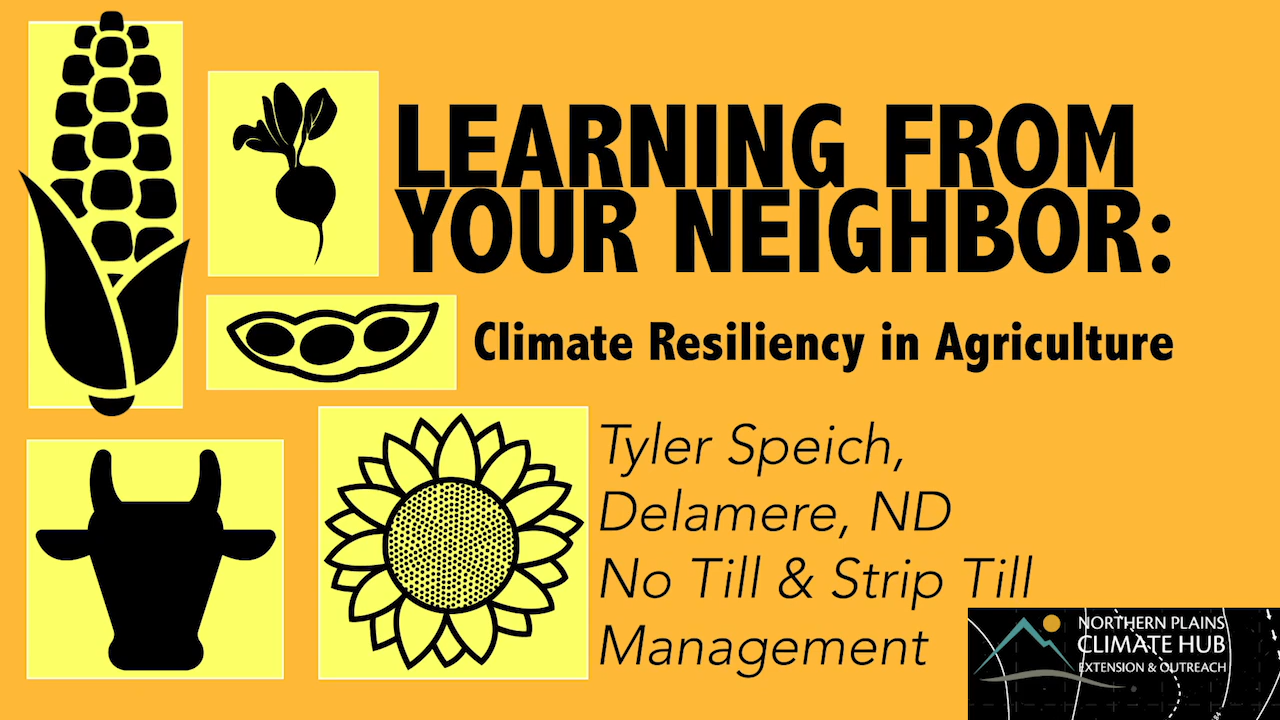 LEARNING FROM
YOUR NEIGHBOR:
Climate Resiliency in Agriculture
Tyler Speich,
Delamere, ND
No Till & Strip Till
Management
NORTHERN PLAINS
CLIMATE HUB
EXTENSION & OUTREACH